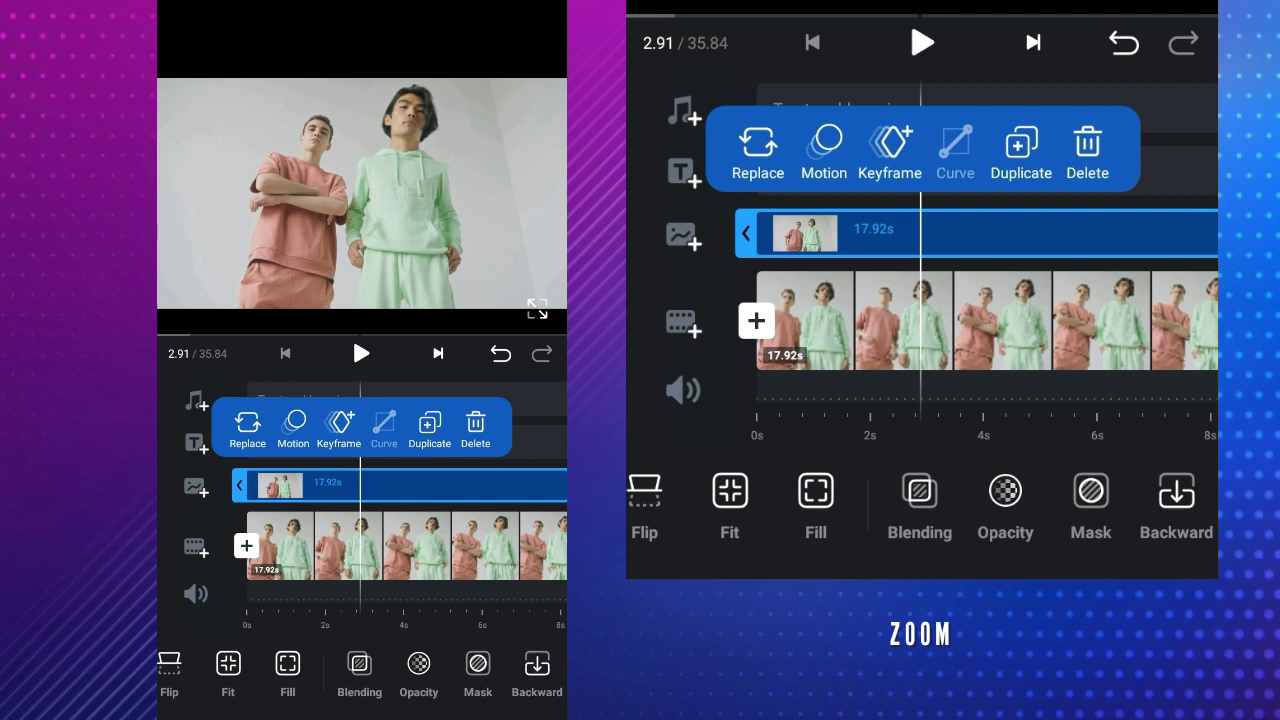 2.91 / 35.84
Replace Motion Keyframe Curve Duplicate Delete
17.92s
17.92s
0s 2s 4s 6s 8s
Flip Fit Fill Blending Opacity Mask Backward
2.91 / 35.84
Replace Motion Keyframe Curve Duplicate Delete
17.92s
17.92s
0s 2s 4s 6s 8s
Flip Fit Fill Blending Opacity Mask Backward
ZOOM